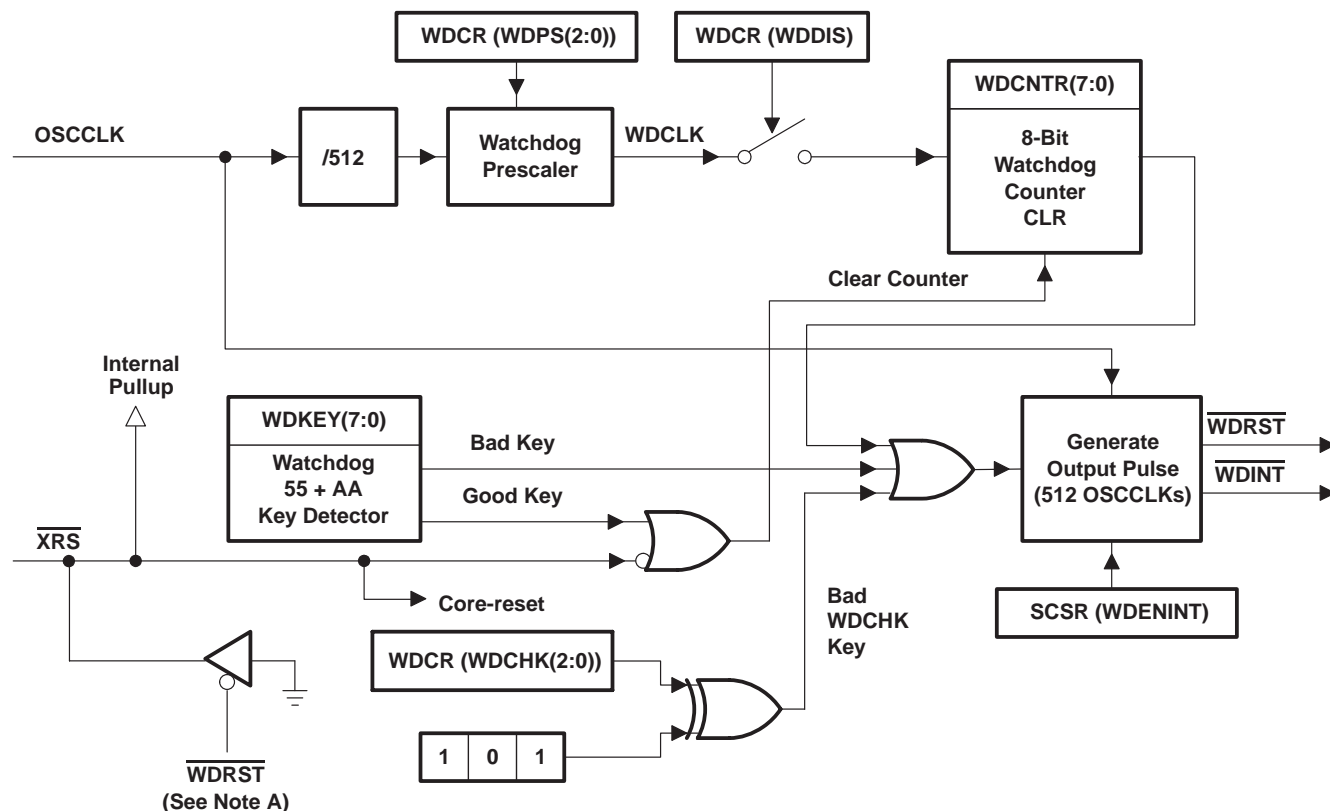 WDCR (WDPS(2:0))
WDCR (WDDIS)
WDCNTR(7:0)
OSCCLK
/512
Watchdog
Prescaler
WDCLK
8-Bit
Watchdog
Counter
CLR
Clear Counter
Internal
Pullup
WDKEY(7:0)
Watchdog
55 + AA
Key Detector
Bad Key
Good Key
Generate
Output Pulse
(512 OSCCLKs)
WDRST
WDINT
XRS
Core-reset
Bad
WDCHK
Key
SCSR (WDENINT)
WDCR (WDCHK(2:0))
1 0 1
WDRST
(See Note A)